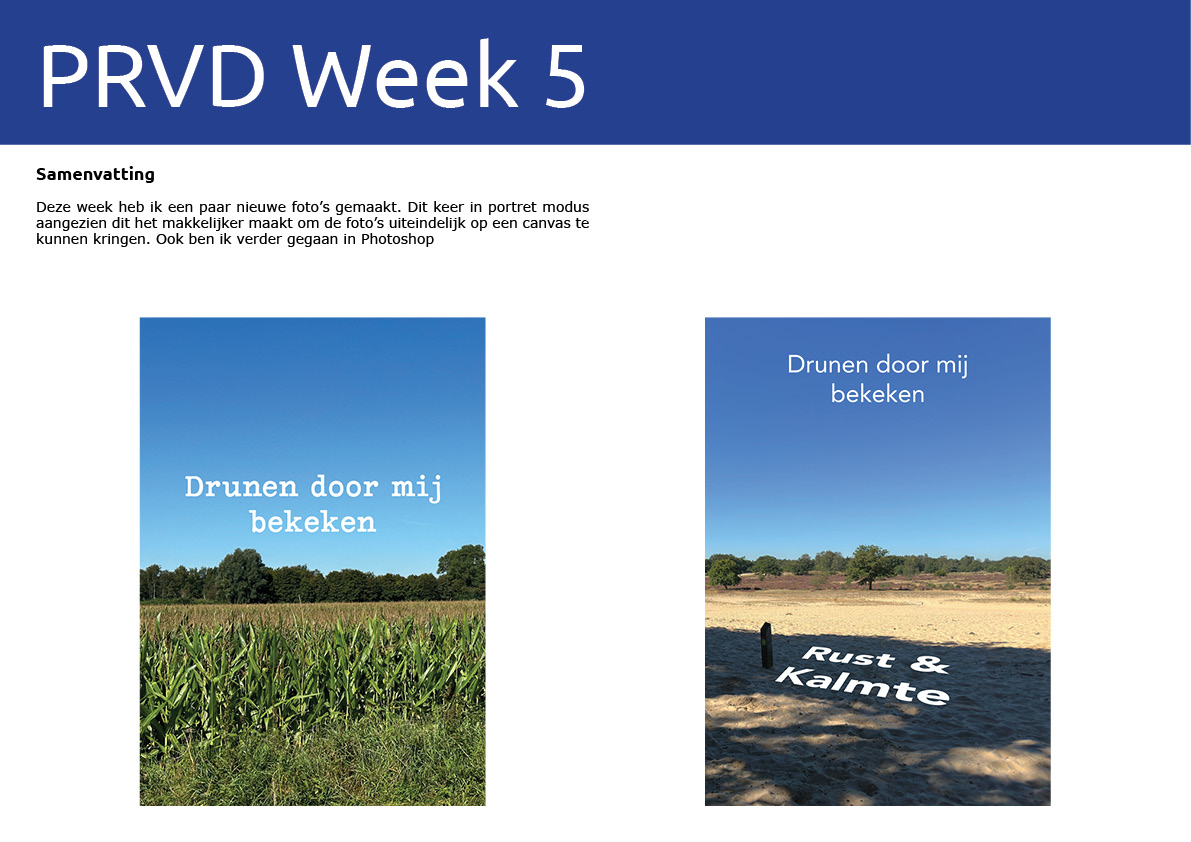 PRVD Week 5
Samenvatting
Deze week heb ik een paar nieuwe foto’s gemaakt. Dit keer in portret modus
aangezien dit het makkelijker maakt om de foto’s uiteindelijk op een canvas te
kunnen kringen. Ook ben ik verder gegaan in Photoshop
Drunen door mij
bekeken
Drunen door mij
bekeken
Rust &
Kalmte